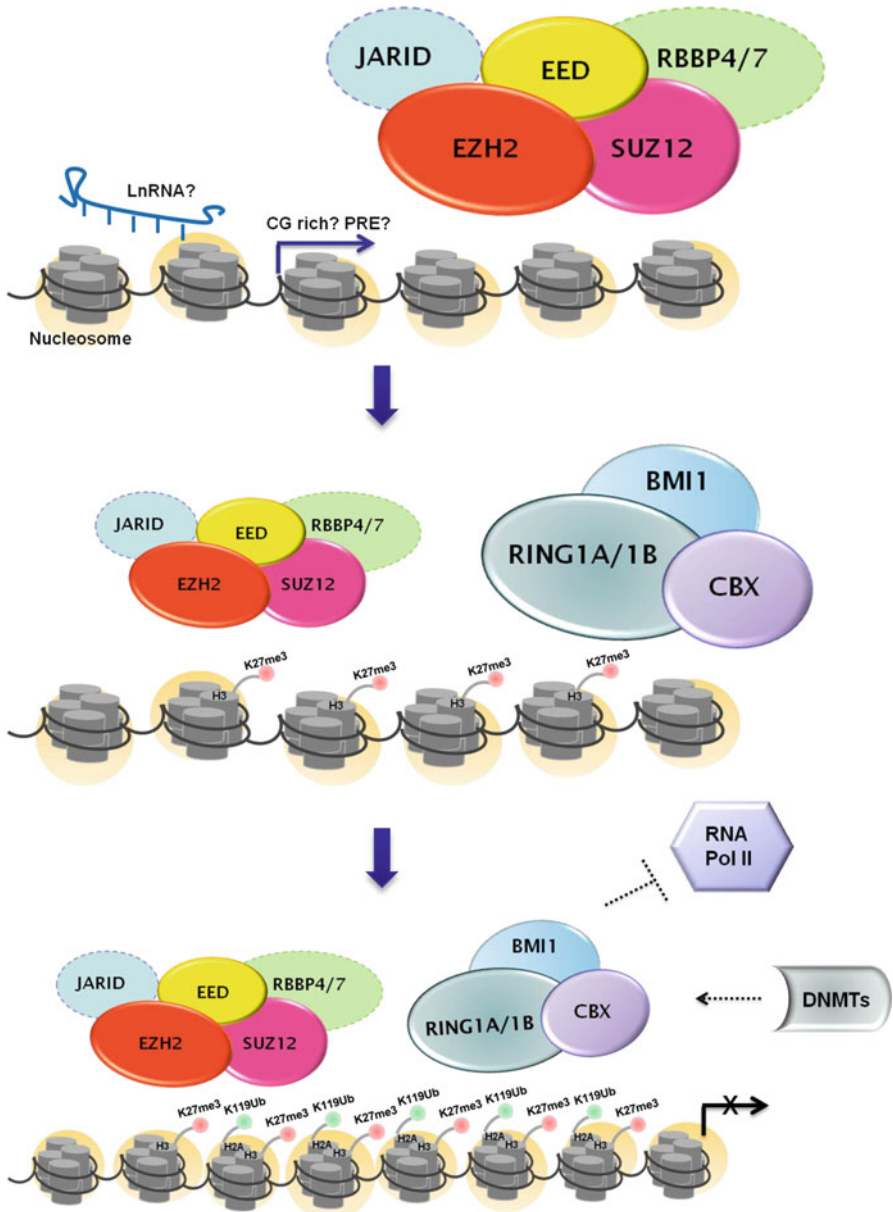 JARID
EED
RBBP4/7
EZH2
SUZ12
LnRNA?
CG rich? PRE?
Nucleosome
BMI1
JARID
EED
RBBP4/7
RING1A/1B
EZH2
SUZ12
CBX
K27me3
K27me3
K27me3
K27me3
H3
H3
H3
H3
RNA
Pol II
BMI1
JARID
EED
RBBP4/7
CBX
DNMTs
RING1A/1B
EZH2
SUZ12
K27me3
K119Ub
K27me3
K119Ub
K27me3
K119Ub
K27me3
K119Ub
K27me3
K119Ub
K27me3
X
H3
H2A
H3
H2A
H3
H2A
H3
H2A
H3
H2A
H3